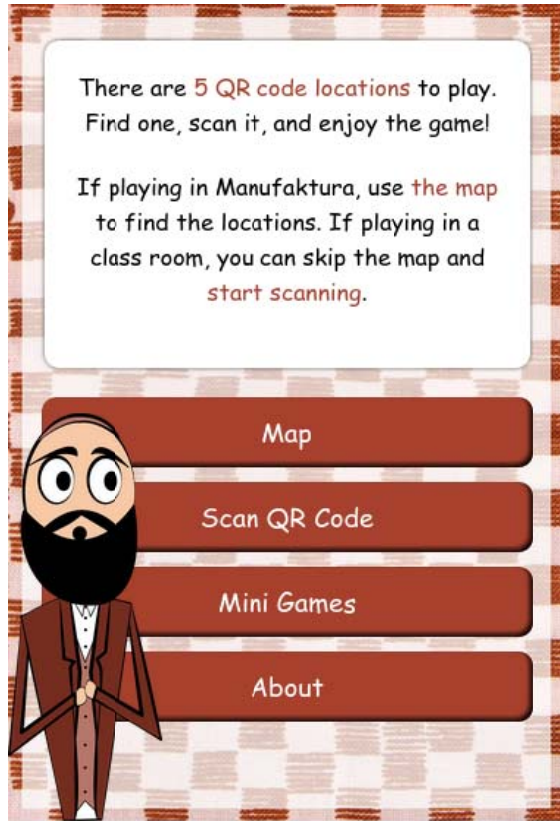 There are 5 QR code locations to play.
Find one, scan it, and enjoy the game!
If playing in Manufaktura, use the map
to find the locations. If playing in a
class room, you can skip the map and
start scanning.
Map
Scan QR Code
Mini Games
About